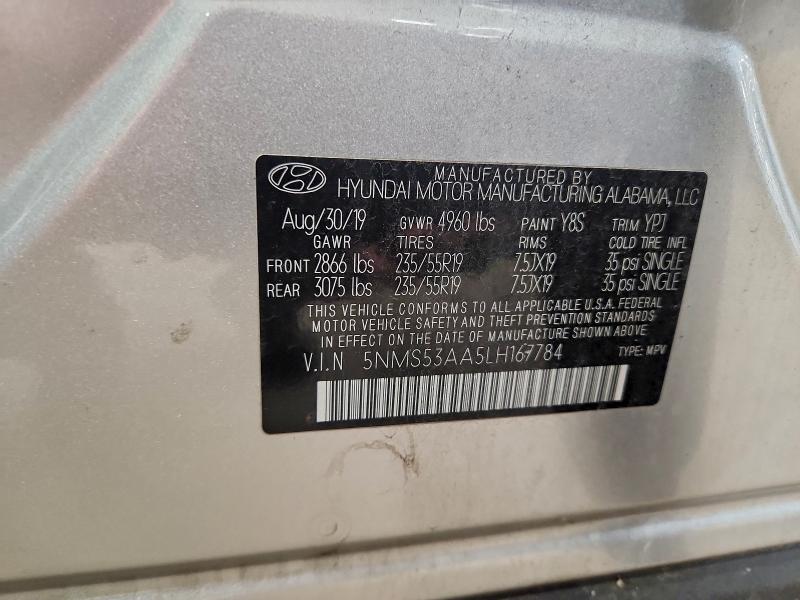 MANUFACTURED BY
HYUNDAI MOTOR MANUFACTURING ALABAMA, LLC
Aug/30/19 GVWR 4960 lbs PAINT Y8S TRIM YPJ
GAWR TIRES RIMS COLD TIRE INFL
FRONT 2866 lbs 235/55R19 7.5JX19 35 psi SINGLE
REAR 3075 lbs 235/55R19 7.5JX19 35 psi SINGLE
THIS VEHICLE CONFORMS TO ALL APPLICABLE U.S.A. FEDERAL
MOTOR VEHICLE SAFETY AND THEFT PREVENTION STANDARDS
IN EFFECT ON THE DATE OF MANUFACTURE SHOWN ABOVE
V.I.N 5NMS53AA5LH167784 TYPE: MPV